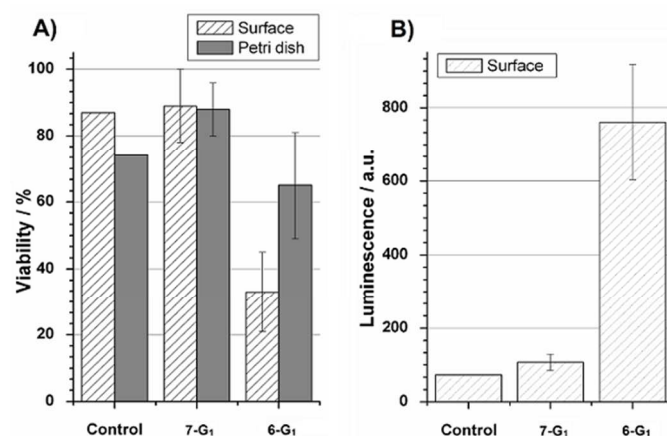 A)
Surface
Petri dish
Viability / %
100
80
60
40
20
0
Control
7-G₁
6-G₁
B)
Surface
Luminescence / a.u.
800
600
400
200
0
Control
7-G₁
6-G₁